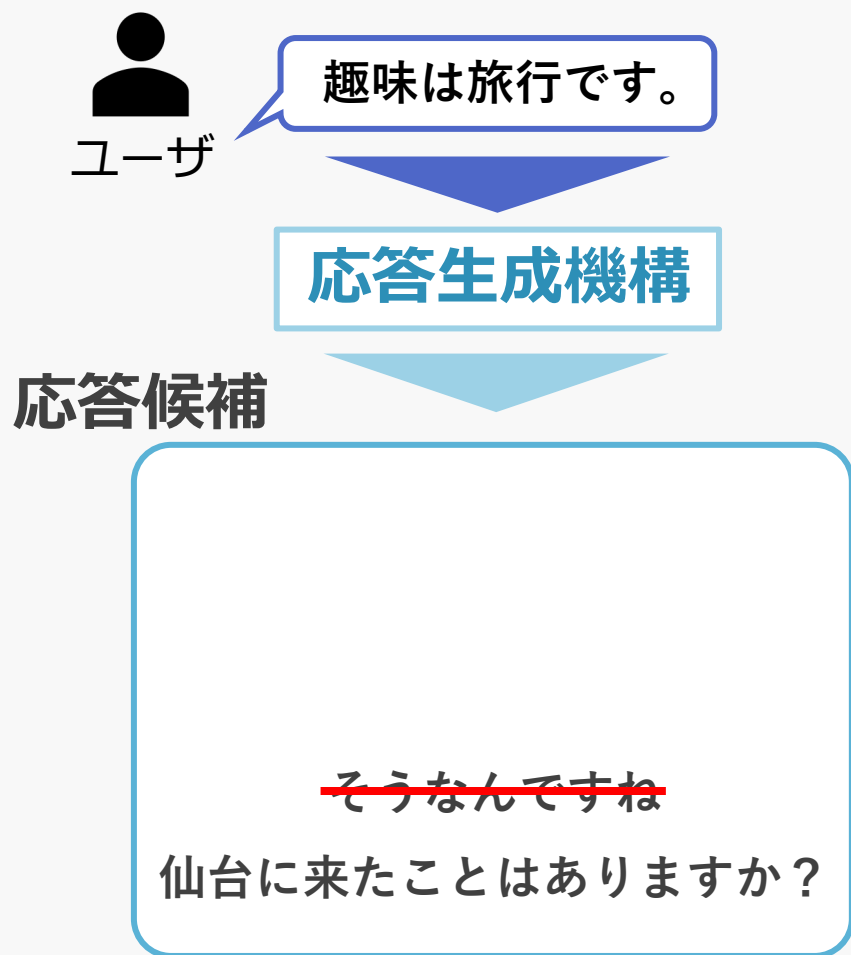 趣味は旅行です。
ユーザ
応答生成機構
応答候補
そうなんですね
仙台に来たことはありますか？